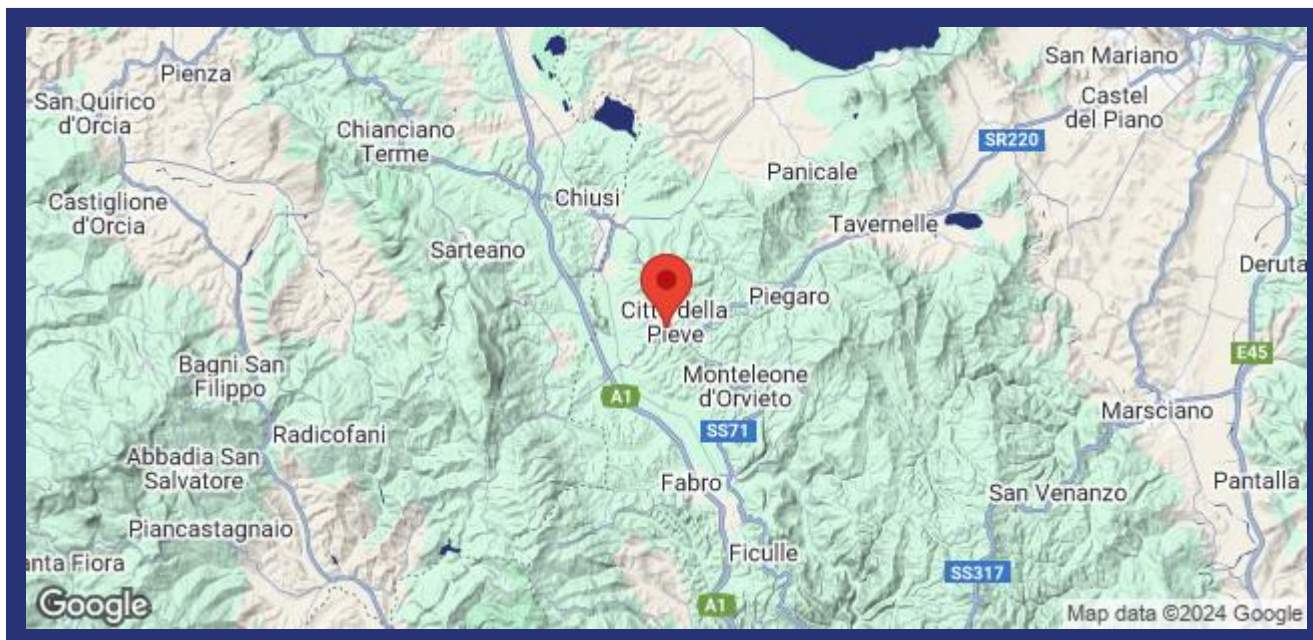 San Mariano
Pienza
San Quirico
d'Orcia
Castel
del Piano
Chianciano
Terme
SR220
Panicale
Chiusi
Castiglione
d'Orcia
Tavernelle
Sarteano
Deruta
Piegaro
Città della
Pieve
E45
Bagni San
Filippo
Monteleone
d'Orvieto
A1
Marsciano
SS71
Radicofani
Abbadia San
Salvatore
Fabro
Pantalla
San Venanzo
Piancastagnaio
Ficulle
anta Fiora
SS317
Google
A1
Map data ©2024 Google